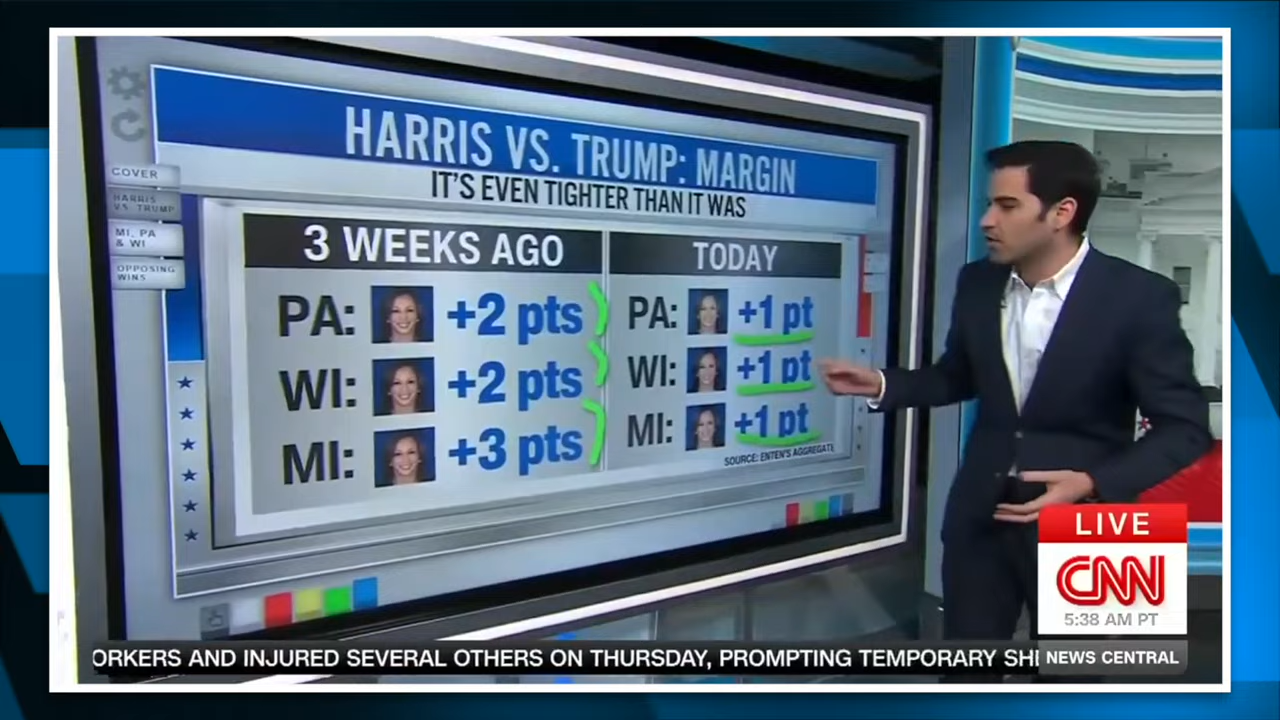 HARRIS VS. TRUMP: MARGIN
IT'S EVEN TIGHTER THAN IT WAS
COVER
HARRIS
VS. TRUMP
MI, PA
& WI
OPPOSING
WINS
3 WEEKS AGO
PA: +2 pts
WI: +2 pts
MI: +3 pts
TODAY
PA: +1 pt
WI: +1 pt
MI: +1 pt
SOURCE: ENTEN'S AGGREGATE
LIVE
CNN
5:38 AM PT
NEWS CENTRAL
ORKERS AND INJURED SEVERAL OTHERS ON THURSDAY, PROMPTING TEMPORARY SH